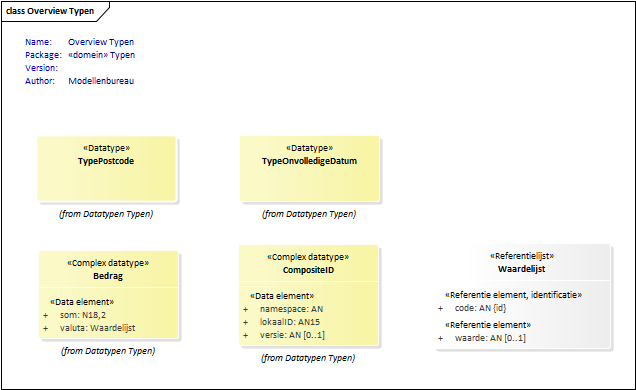 class Overview Typen
Name: Overview Typen
Package: «domein» Typen
Version:
Author: Modellenbureau
«Datatype»
TypePostcode
(from Datatypen Typen)
«Datatype»
TypeOnvolledigeDatum
(from Datatypen Typen)
«Complex datatype»
Bedrag
«Data element»
+ som: N18,2
+ valuta: Waardelijst
(from Datatypen Typen)
«Complex datatype»
CompositeID
«Data element»
+ namespace: AN
+ lokaalID: AN15
+ versie: AN [0..1]
(from Datatypen Typen)
«Referentielijst»
Waardelijst
«Referentie element, identificatie»
+ code: AN {id}
«Referentie element»
+ waarde: AN [0..1]